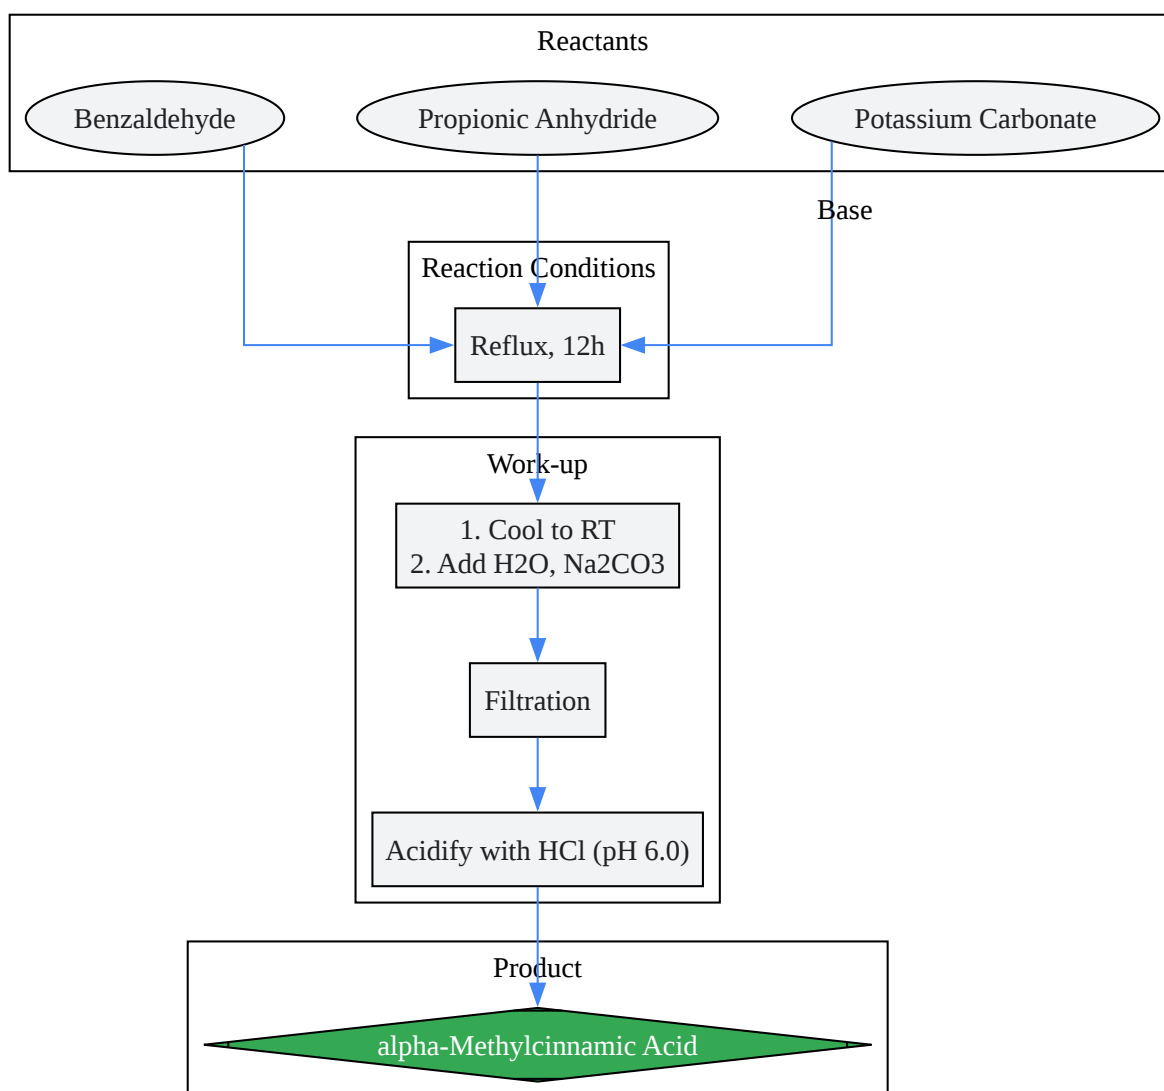 Reactants
Benzaldehyde
Propionic Anhydride
Potassium Carbonate
Base
Reaction Conditions
Reflux, 12h
Work-up
1. Cool to RT
2. Add H2O, Na2CO3
Filtration
Acidify with HCl (pH 6.0)
Product
alpha-Methylcinnamic Acid